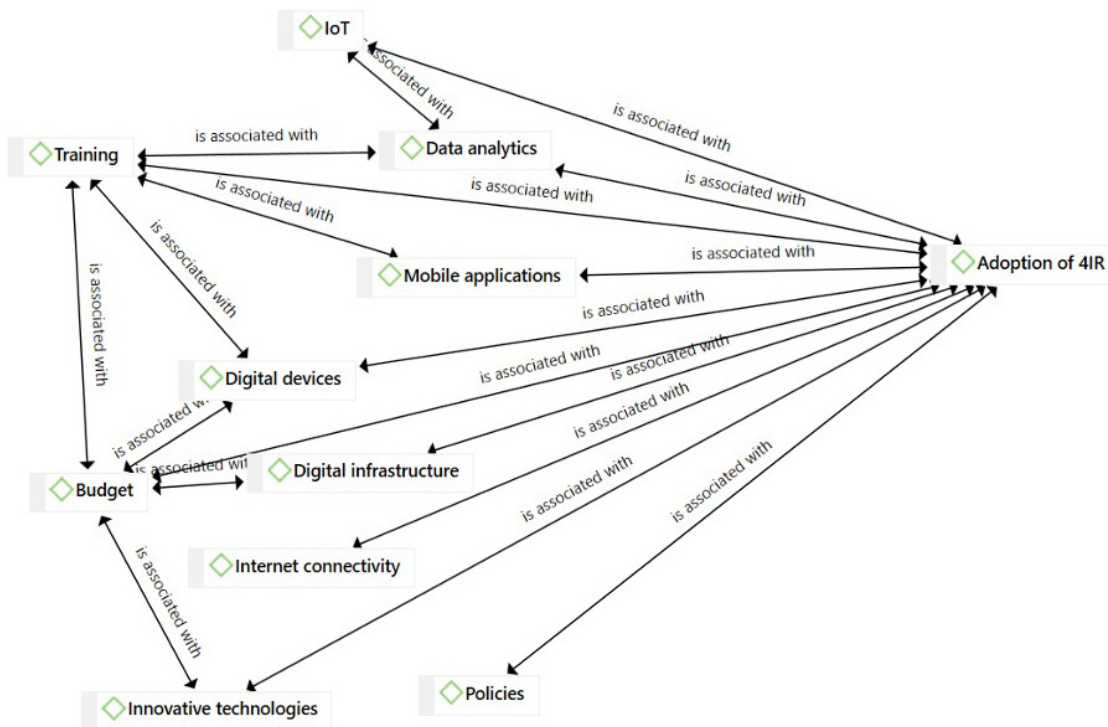 IoT
associated with
is associated with
is associated with
Training
Data analytics
is associated with
is associated with
is associated with
is associated with
is associated with
Adoption of 4IR
Mobile applications
is associated with
is associated with
is associated with
is associated with
Digital devices
is associated
is associated with
is associated with
Digital infrastructure
is associated with
Budget
is associated with
is associated with
Internet connectivity
is associated with
Policies
Innovative technologies